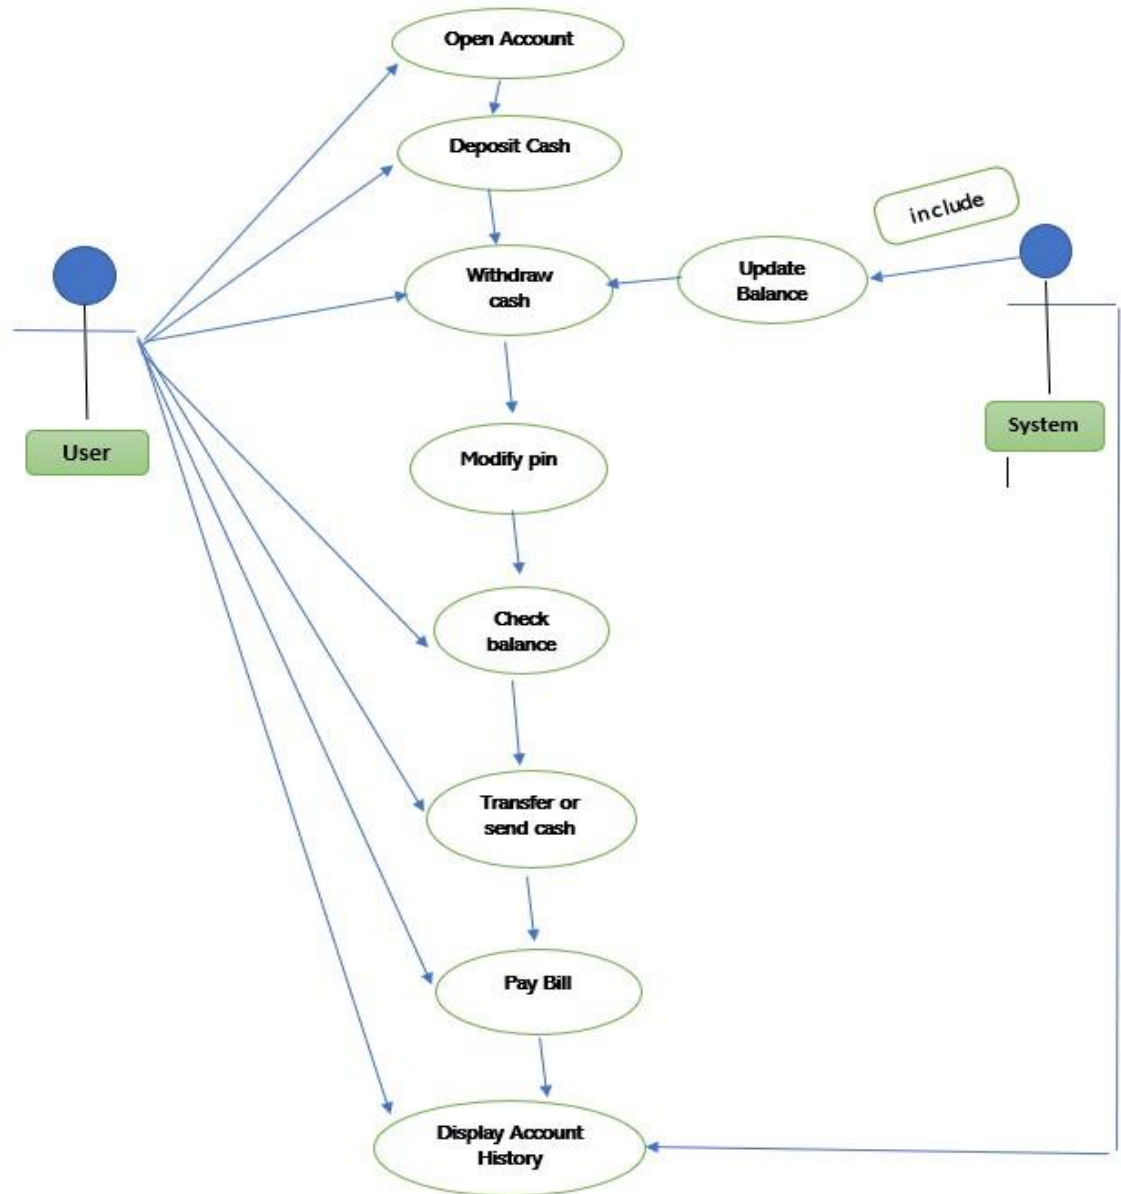 Open Account
Deposit Cash
include
Withdraw
cash
Update
Balance
User
System
Modify pin
Check
balance
Transfer or
send cash
Pay Bill
Display Account
History